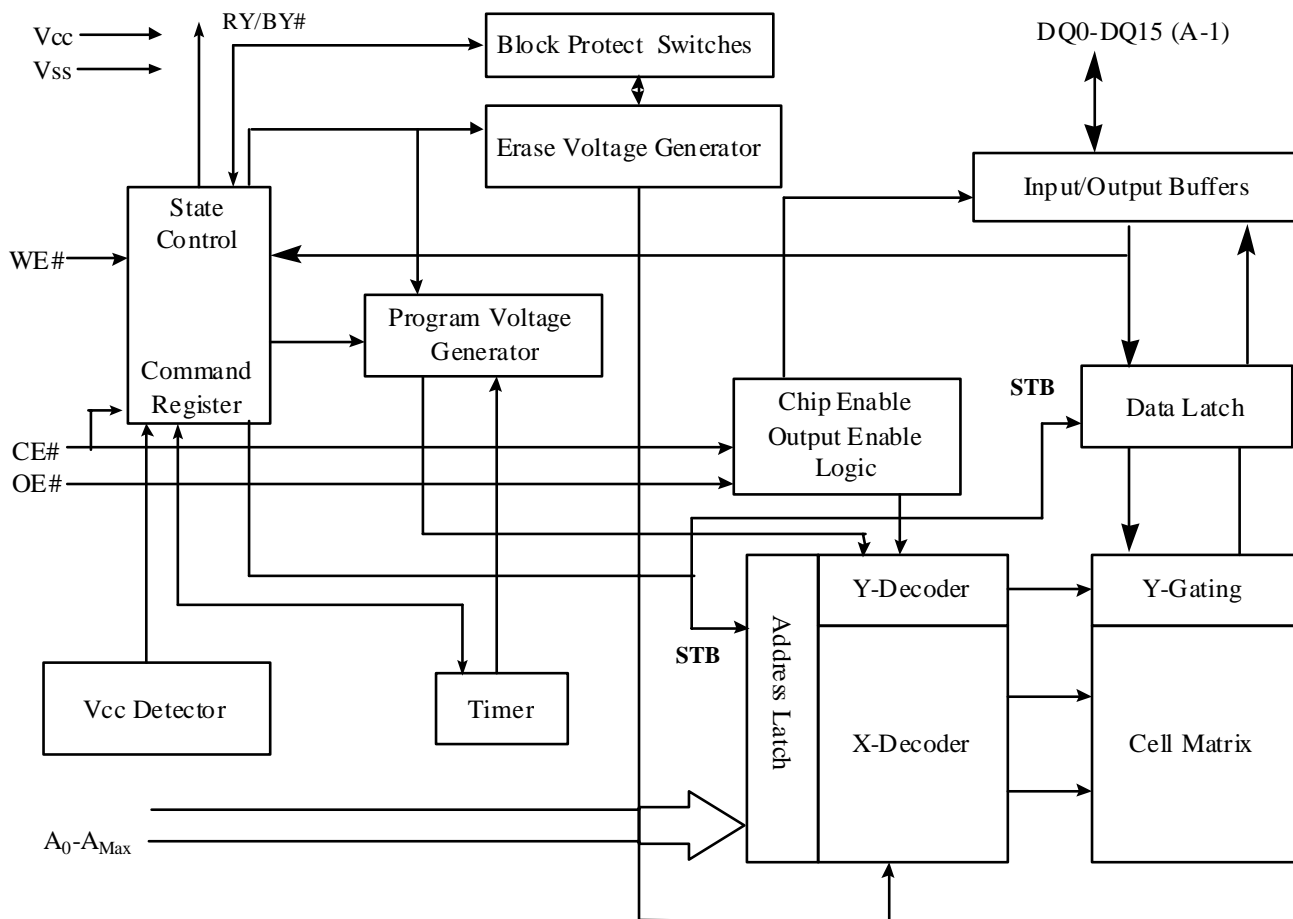 RY/BY#
Vcc
Vss
Block Protect Switches
DQ0-DQ15 (A-1)
Erase Voltage Generator
Input/Output Buffers
State
Control
WE#
Program Voltage
Generator
Command
Register
STB
Chip Enable
Output Enable
Logic
Data Latch
CE#
OE#
Y-Decoder
Y-Gating
STB
Address Latch
Vcc Detector
Timer
X-Decoder
Cell Matrix
A0-AMax